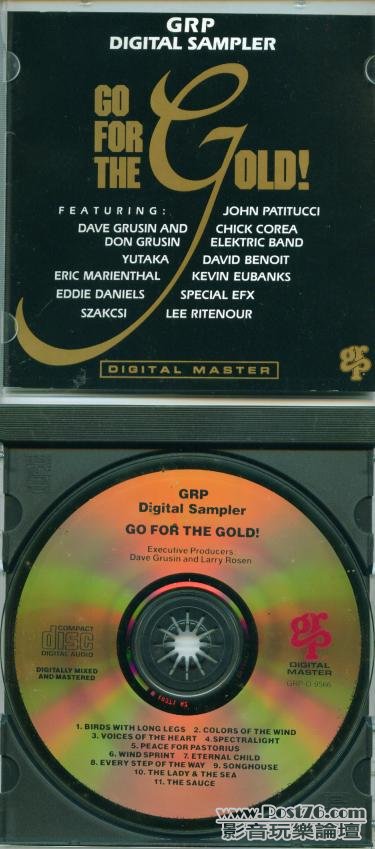 GRP
DIGITAL SAMPLER
GO
FOR
THE
GOLD!
FEATURING: JOHN PATITUCCI
DAVE GRUSIN AND CHICK COREA
DON GRUSIN ELEKTRIC BAND
YUTAKA DAVID BENOIT
ERIC MARIENTHAL KEVIN EUBANKS
EDDIE DANIELS SPECIAL EFX
SZAKCSI LEE RITENOUR
DIGITAL MASTER
grp
GRP
Digital Sampler
GO FOR THE GOLD!
Executive Producers:
Dave Grusin and Larry Rosen
COMPACT
disc
DIGITAL AUDIO
DIGITALLY MIXED
AND MASTERED
grp
DIGITAL
MASTER
GRP-D-9566
1. BIRDS WITH LONG LEGS 2. COLORS OF THE WIND
3. VOICES OF THE HEART 4. SPECTRALIGHT
5. PEACE FOR PASTORIUS
6. WIND SPRINT 7. ETERNAL CHILD
8. EVERY STEP OF THE WAY 9. SONGHOUSE
10. THE LADY & THE SEA
11. THE SAUCE
www.Post76.com
影音玩樂論壇